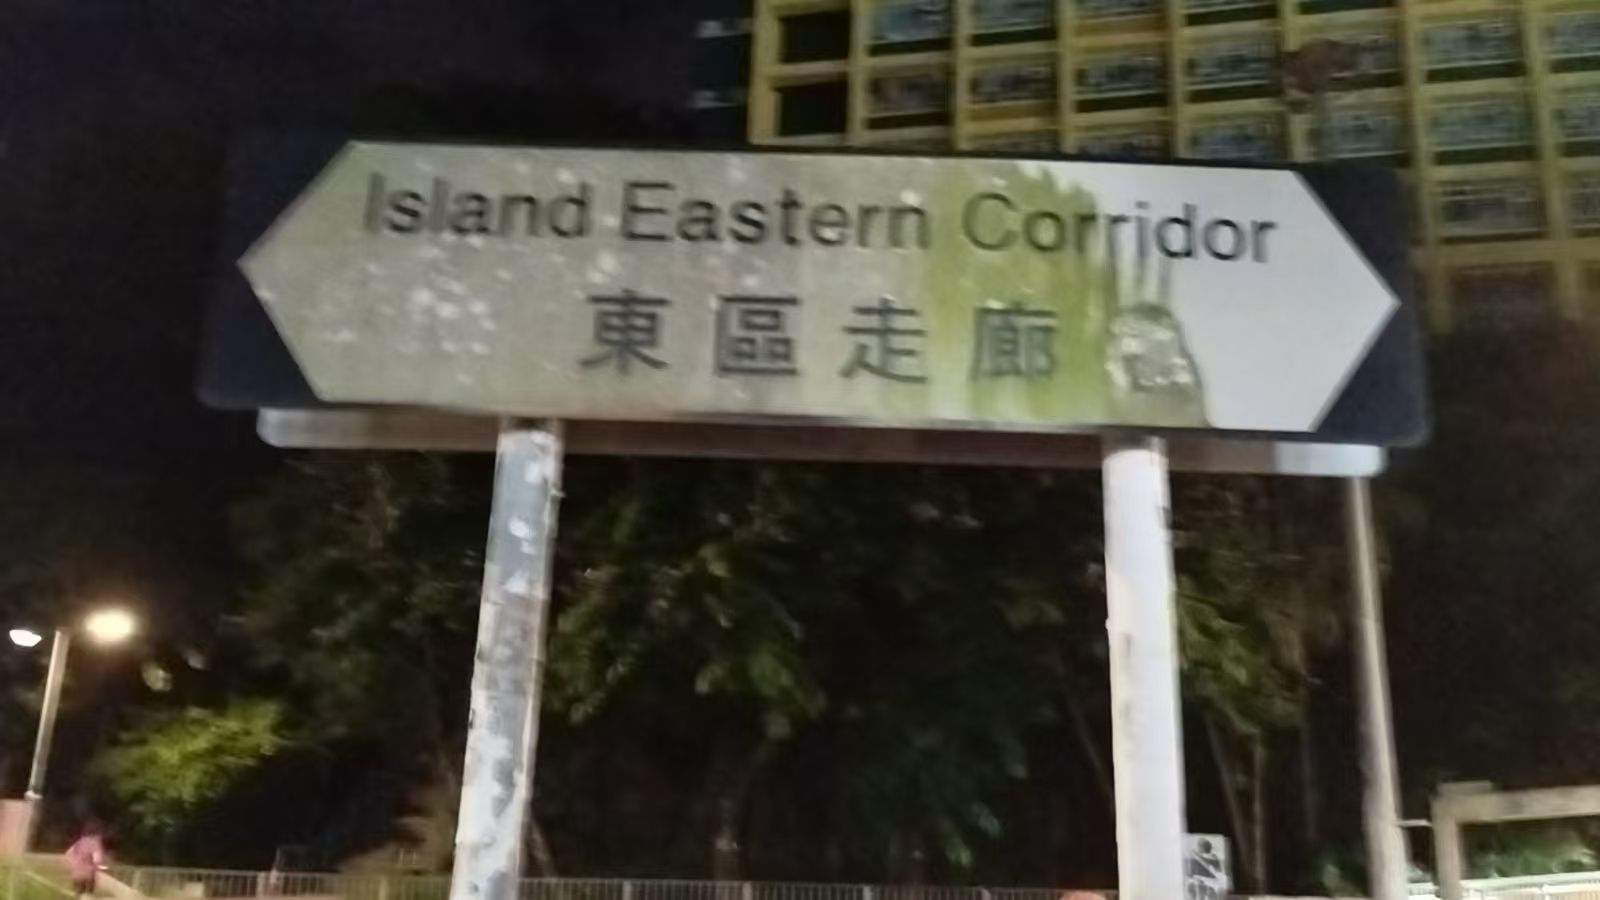 Island Eastern Corridor
東區走廊